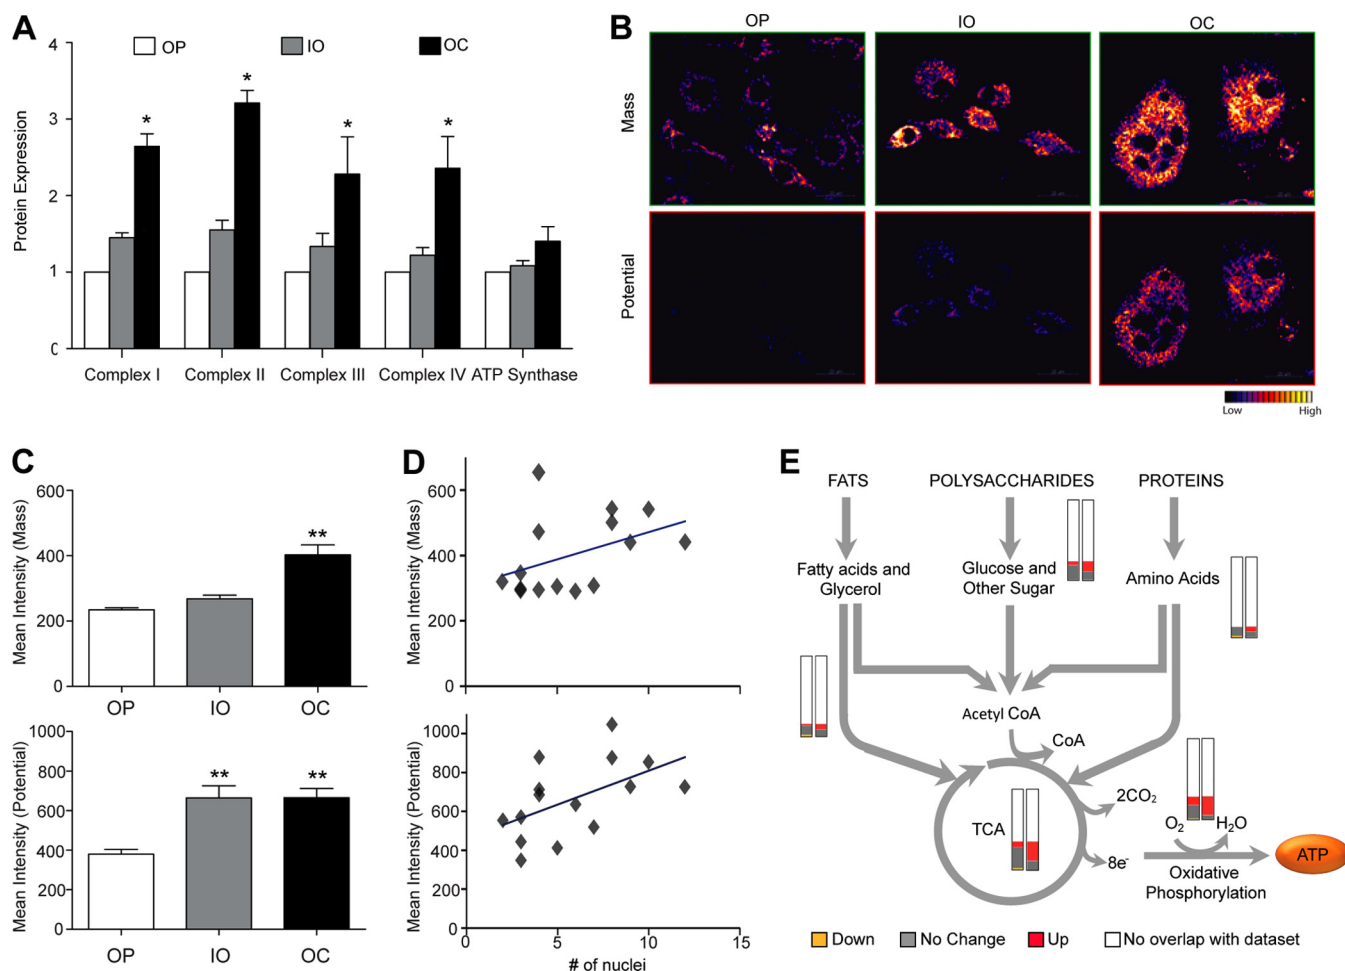 A
4
OP
IO
OC
3
2
1
C
Protein Expression
*
*
*
*
Complex I
Complex II
Complex III
Complex IV
ATP Synthase
B
OP
IO
OC
Mass
Potential
Low
High
C
Mean Intensity (Mass)
600
400
200
0
**
OP
IO
OC
Mean Intensity (Potential)
1000
800
600
400
200
0
**
**
OP
IO
OC
D
Mean Intensity (Mass)
600
400
200
0
0
5
10
15
Mean Intensity (Potential)
1000
800
600
400
200
0
0
5
10
15
# of nuclei
E
FATS
POLYSACCHARIDES
PROTEINS
Fatty acids and
Glycerol
Glucose and
Other Sugar
Amino Acids
Acetyl CoA
CoA
TCA
2CO₂
8e⁻
O₂
H₂O
Oxidative
Phosphorylation
ATP
Down
No Change
Up
No overlap with dataset